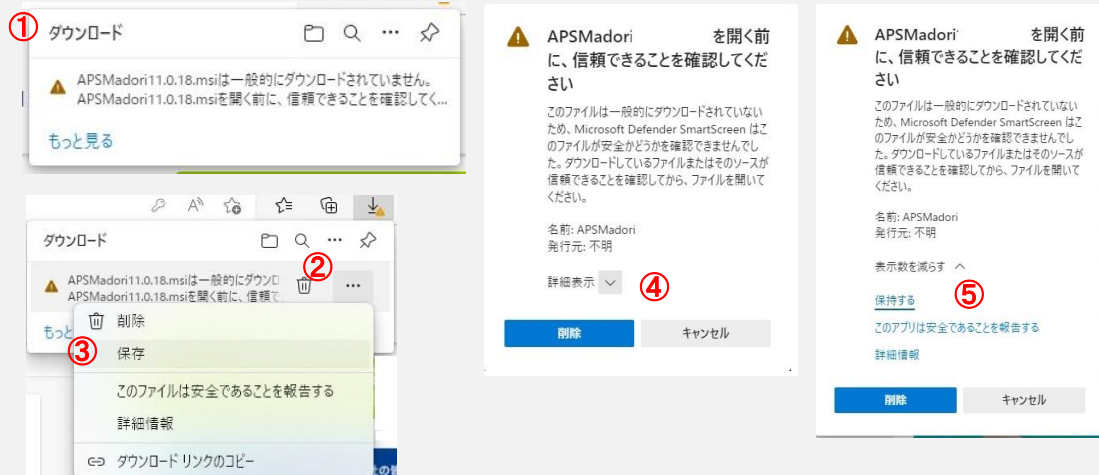 ①
ダウンロード
APSMadori11.0.18.msiは一般的にダウンロードされていません。
APSMadori11.0.18.msiを開く前に、信頼できることを確認してく...
もっと見る
ダウンロード
②
APSMadori11.0.18.msiは一般的にダウンロ
APSMadori11.0.18.msiを開く前に、信頼て
もっと
削除
③
保存
このファイルは安全であることを報告する
詳細情報
ダウンロード リンクのコピー
APSMadori を開く前
に、信頼できることを確認してくだ
さい
このファイルは一般的にダウンロードされていない
ため、Microsoft Defender SmartScreen はこ
のファイルが安全かどうかを確認できませんでし
た。ダウンロードしているファイルまたはそのソースが
信頼できることを確認してから、ファイルを開いて
ください。
名前: APSMadori
発行元: 不明
詳細表示
④
削除 キャンセル
APSMadori を開く前
に、信頼できることを確認してくだ
さい
このファイルは一般的にダウンロードされていない
ため、Microsoft Defender SmartScreen はこ
のファイルが安全かどうかを確認できませんでし
た。ダウンロードしているファイルまたはそのソースが
信頼できることを確認してから、ファイルを開いて
ください。
名前: APSMadori
発行元: 不明
表示数を減らす
保持する
⑤
このアプリは安全であることを報告する
詳細情報
削除 キャンセル